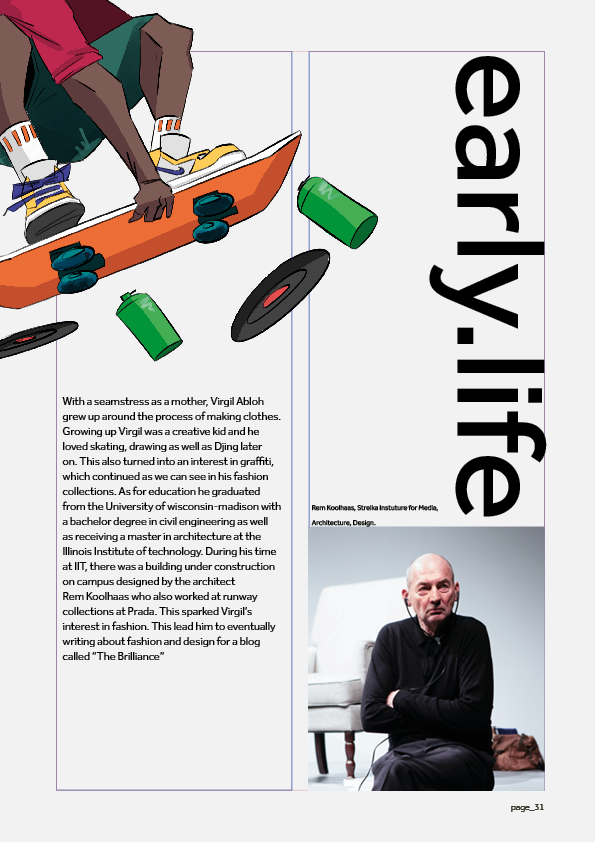 early.life
With a seamstress as a mother, Virgil Abloh
grew up around the process of making clothes.
Growing up Virgil was a creative kid and he
loved skating, drawing as well as Djing later
on. This also turned into an interest in graffiti,
which continued as we can see in his fashion
collections. As for education he graduated
from the University of wisconsin-madison with
a bachelor degree in civil engineering as well
as receiving a master in architecture at the
Illinois Institute of technology. During his time
at IIT, there was a building under construction
on campus designed by the architect
Rem Koolhaas who also worked at runway
collections at Prada. This sparked Virgil's
interest in fashion. This lead him to eventually
writing about fashion and design for a blog
called "The Brilliance"
Rem Koolhaas, Strelka Instuture for Media,
Architecture, Design.
page_31